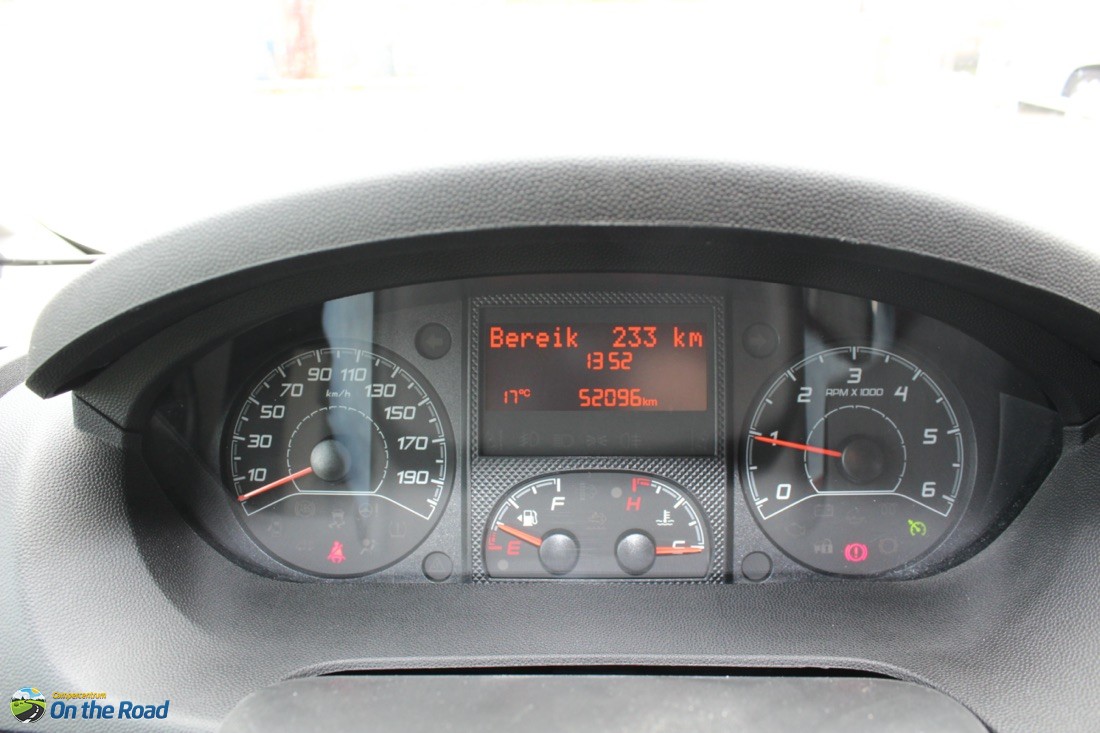 Bereik 233 km
13 52
17°C 52096km
10 30 50 70 90 110 130 150 170 190
km/h
0 1 2 3 4 5 6
RPM X 1000
E F
H C
Campercentrum
On the Road